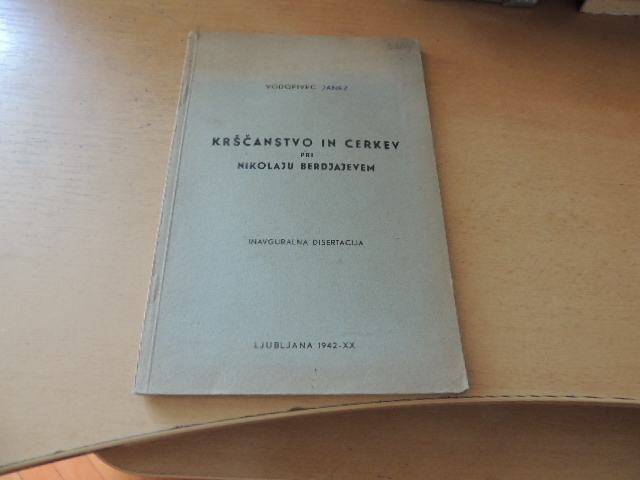 VODOPIVEC JANEZ
KRŠČANSTVO IN CERKEV
PRI
NIKOLAJU BERDJAJEVEM
INAVGURALNA DISERTACIJA
LJUBLJANA 1942-XX